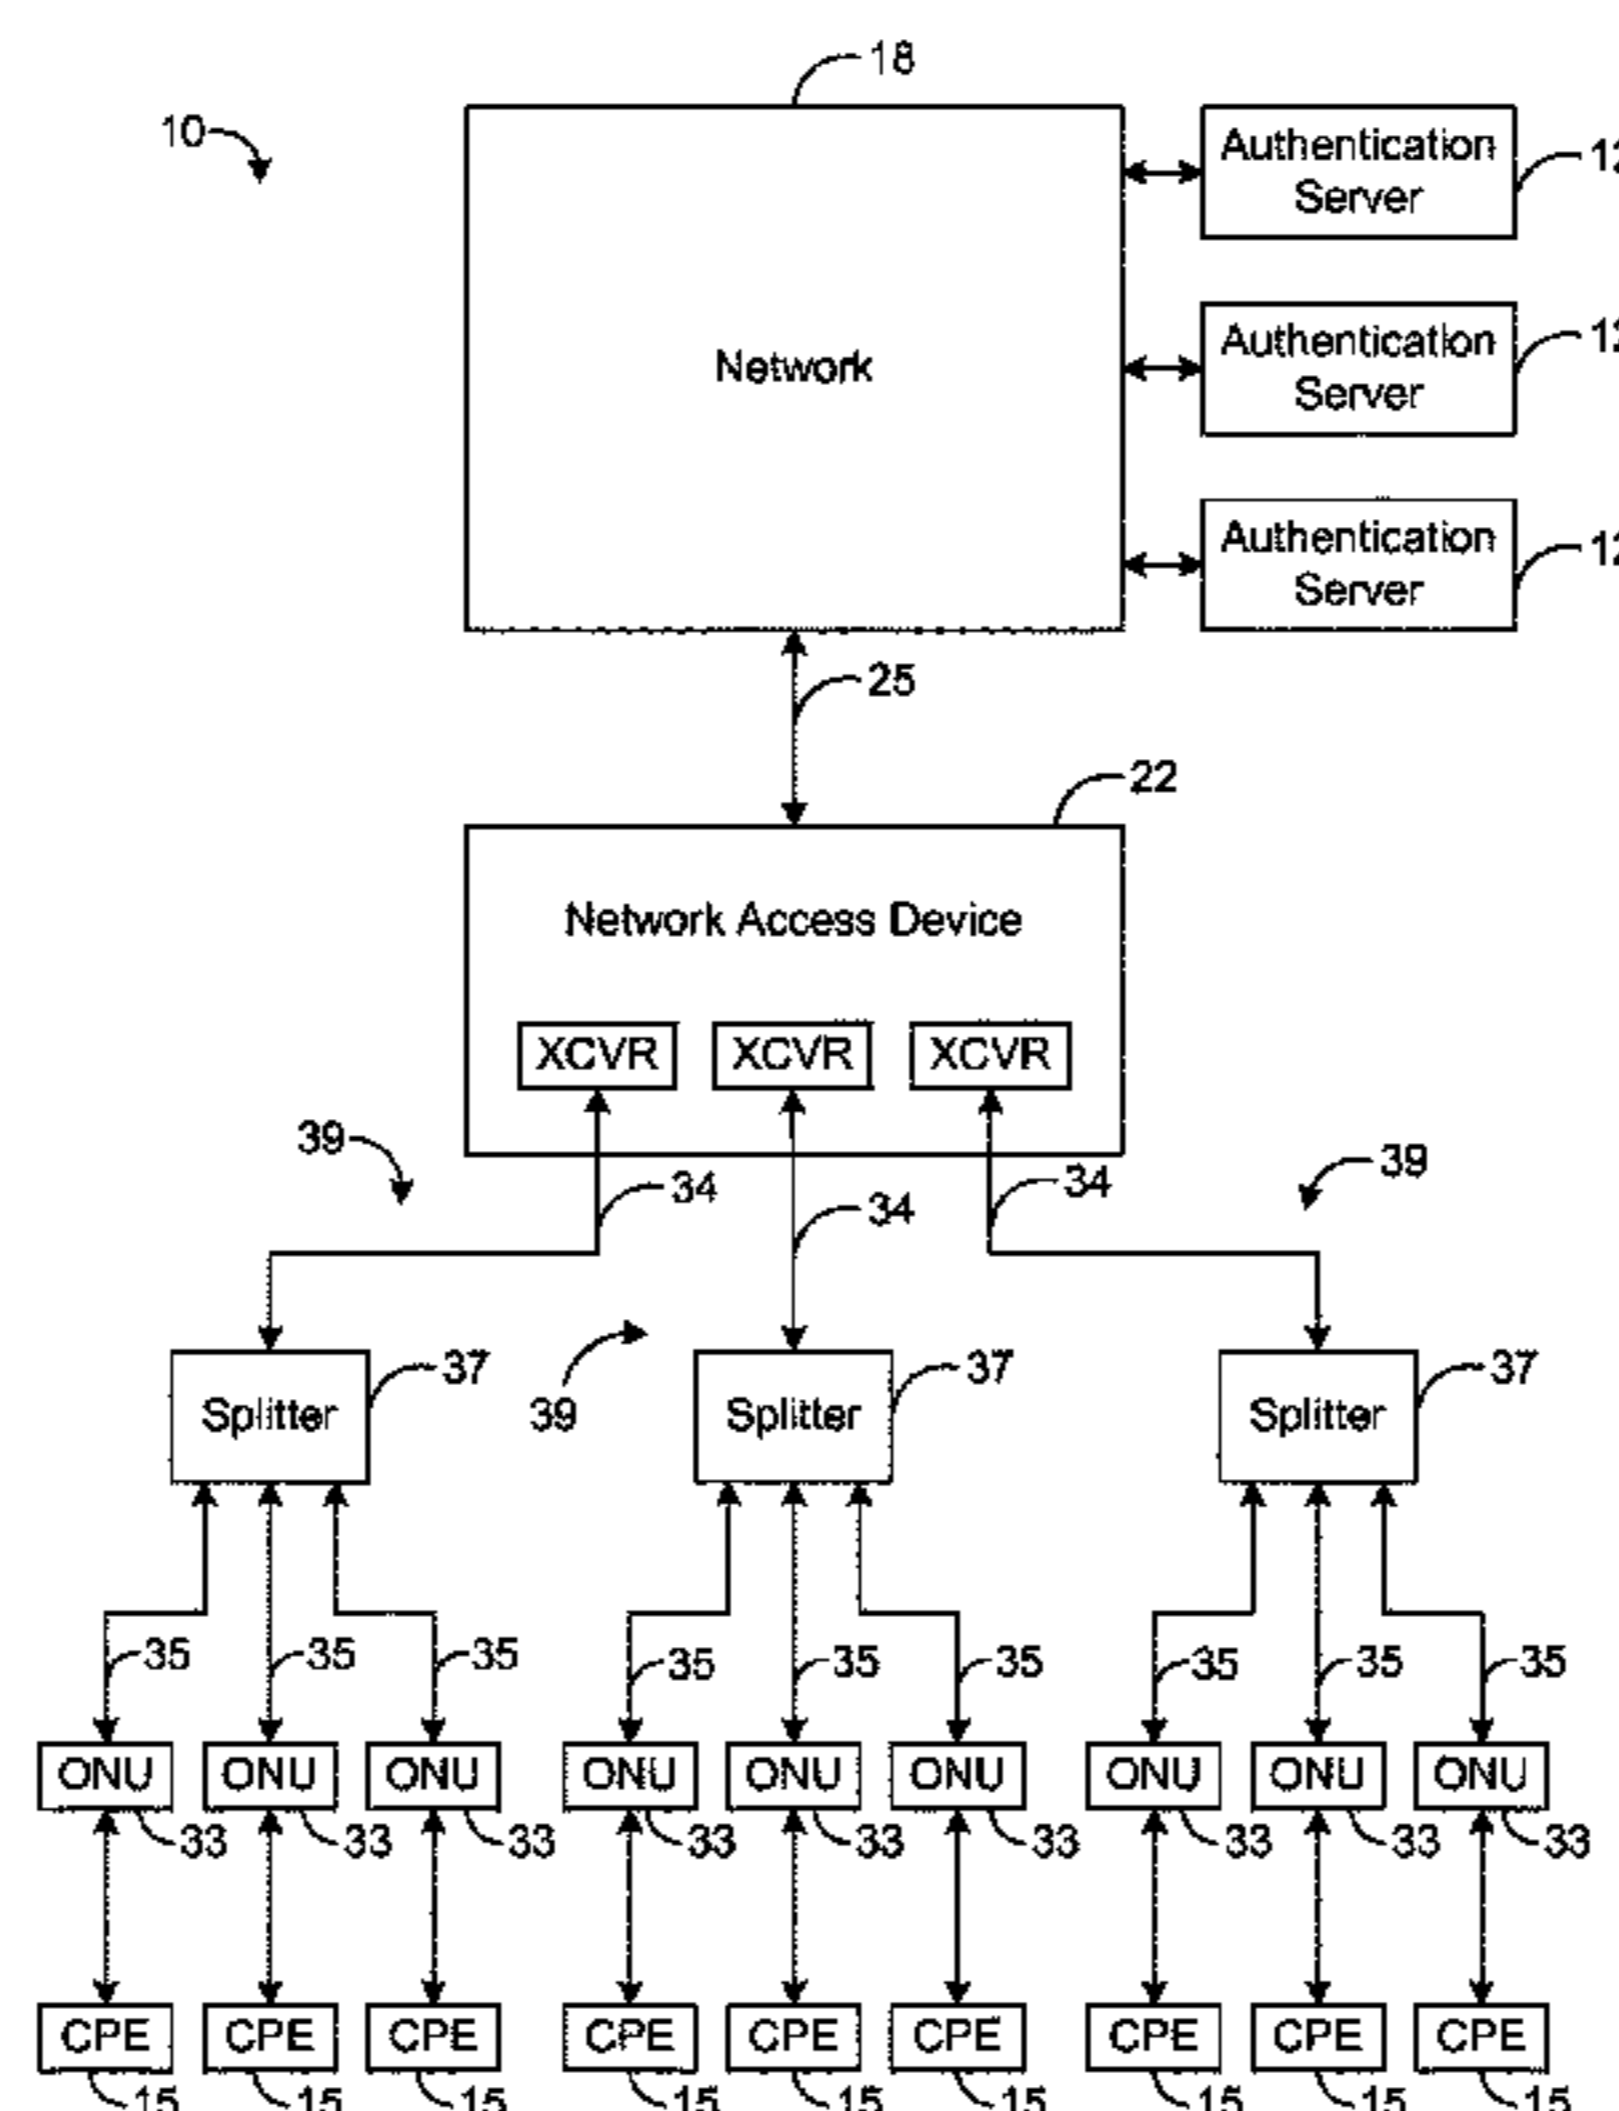 18
10
Authentication
Server
12
Network
Authentication
Server
12
Authentication
Server
12
25
22
Network Access Device
XCVR XCVR XCVR
39 34 34 34 39
37 37 37
Splitter 39 Splitter Splitter
35 35 35 35 35 35 35 35 35
ONU ONU ONU ONU ONU ONU ONU ONU ONU
33 33 33 33 33 33 33 33 33
CPE CPE CPE CPE CPE CPE CPE CPE CPE
15 15 15 15 15 15 15 15 15